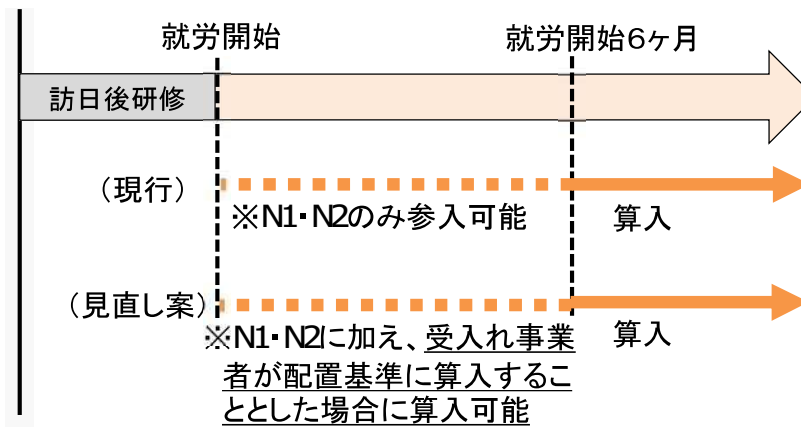 就労開始
就労開始6ヶ月
訪日後研修
（現行）
※N1・N2のみ参入可能
算入
（見直し案）
※N1・N2に加え、受入れ事業
者が配置基準に算入するこ
ととした場合に算入可能
算入